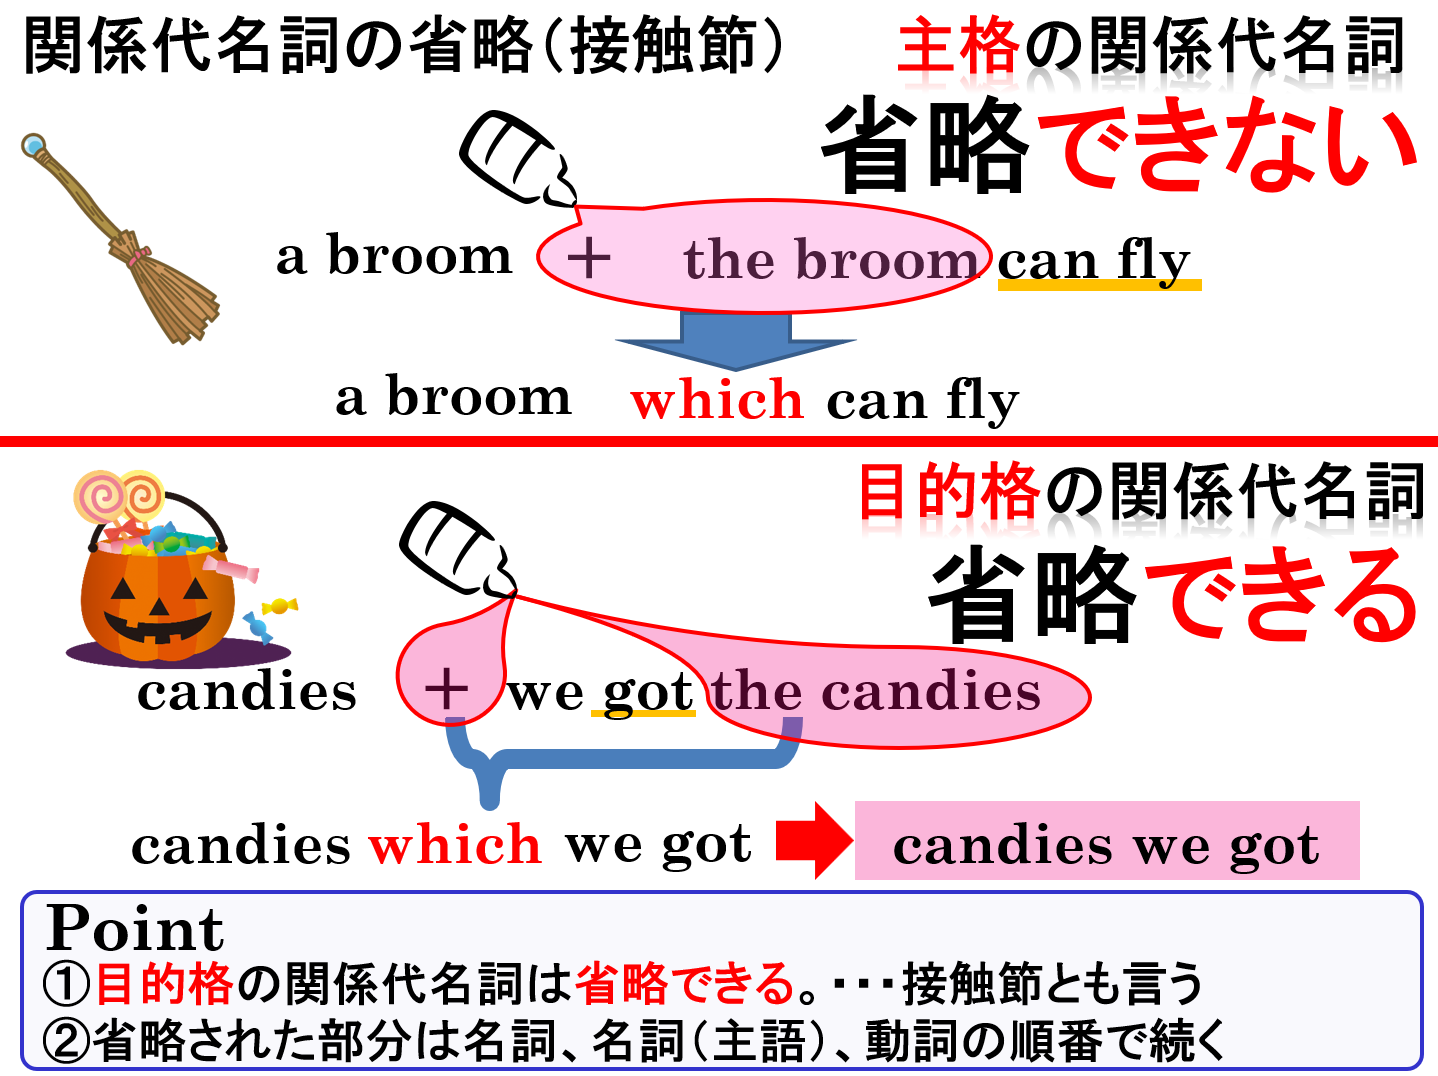 関係代名詞の省略（接触節）
主格の関係代名詞
省略できない
a broom + the broom can fly
a broom which can fly
目的格の関係代名詞
省略できる
candies + we got the candies
candies which we got
candies we got
Point
①目的格の関係代名詞は省略できる。・・・接触節とも言う
②省略された部分は名詞、名詞（主語）、動詞の順番で続く